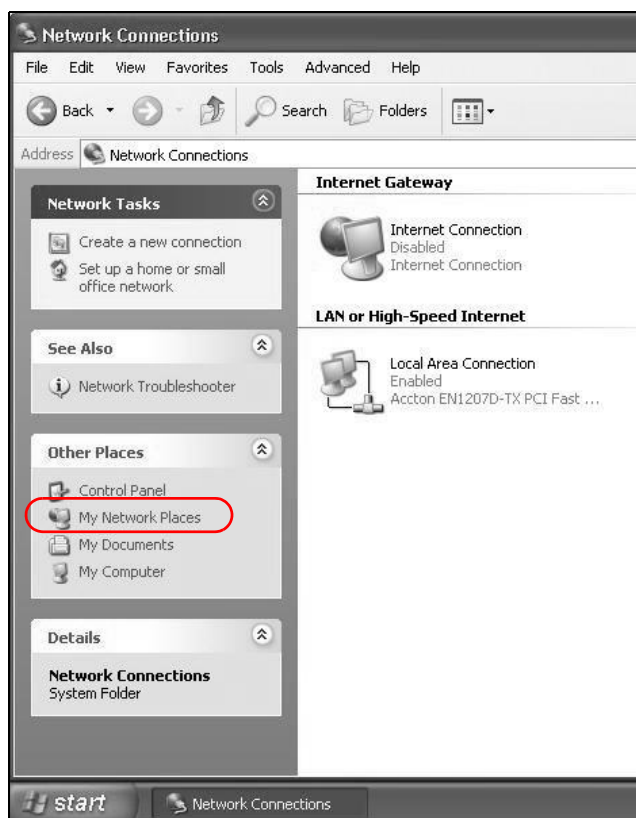 Network Connections
File Edit View Favorites Tools Advanced Help
Back Search Folders
Address Network Connections
Network Tasks
Create a new connection
Set up a home or small
office network
See Also
Network Troubleshooter
Other Places
Control Panel
My Network Places
My Documents
My Computer
Details
Network Connections
System Folder
Internet Gateway
Internet Connection
Disabled
Internet Connection
LAN or High-Speed Internet
Local Area Connection
Enabled
Accton EN1207D-TX PCI Fast ...
start Network Connections